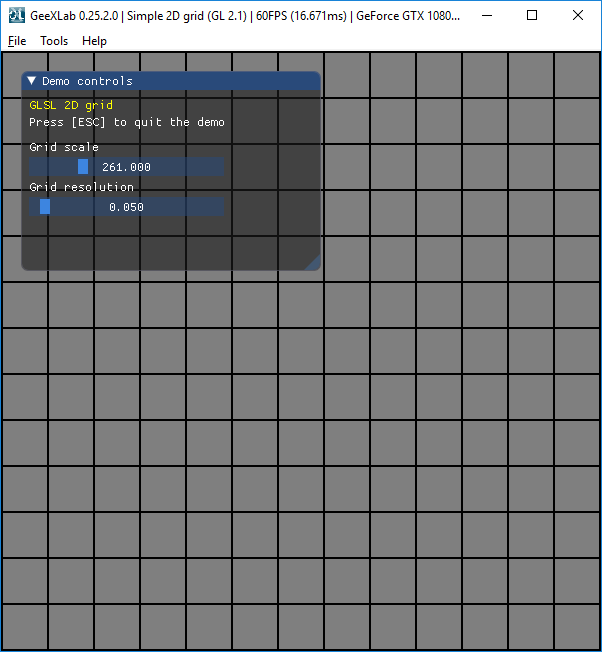 GeeXLab 0.25.2.0 | Simple 2D grid (GL 2.1) | 60FPS (16.671ms) | GeForce GTX 1080...
File Tools Help
Demo controls
GLSL 2D grid
Press [ESC] to quit the demo
Grid scale
261.000
Grid resolution
0.050